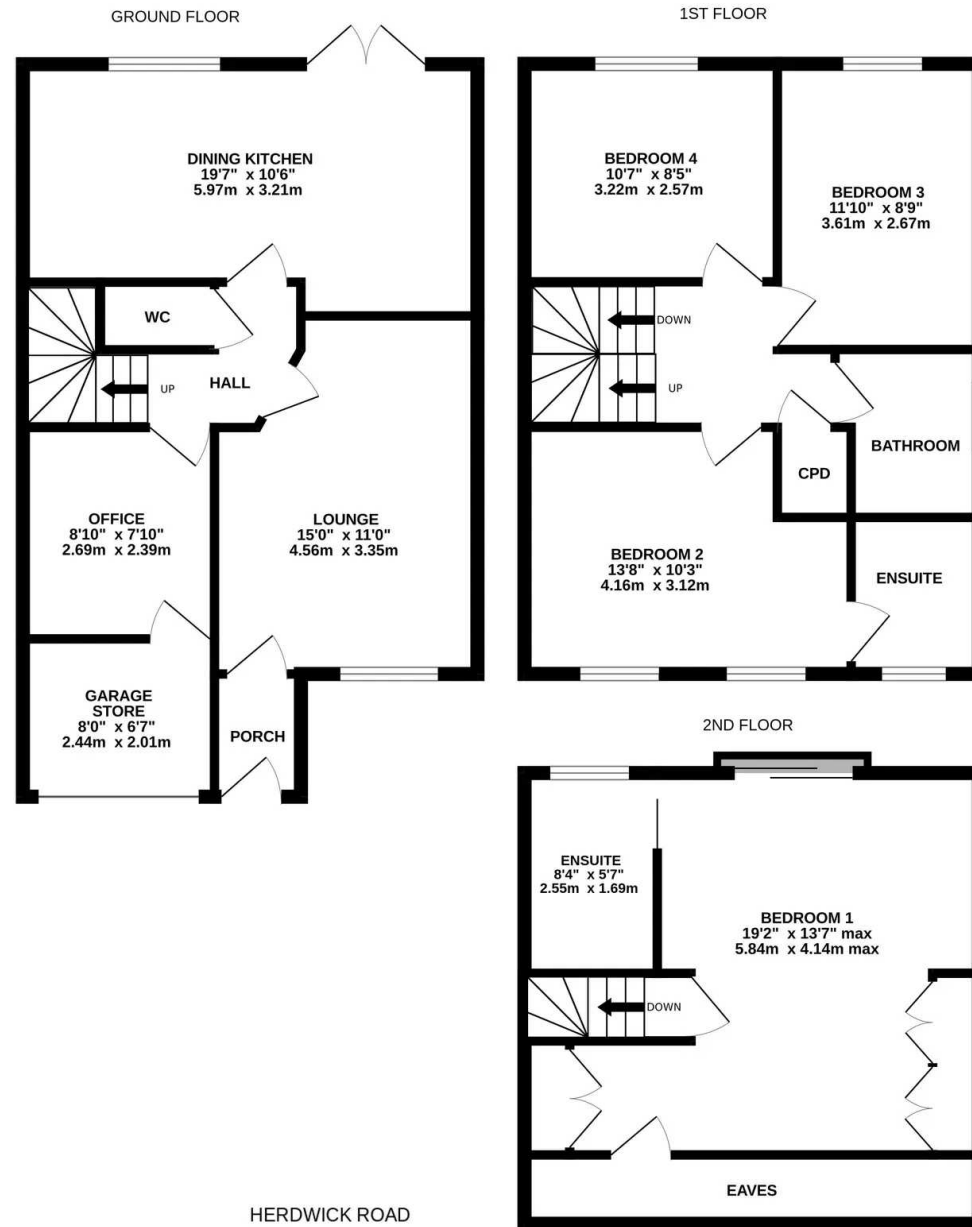 GROUND FLOOR
DINING KITCHEN
19'7" x 10'6"
5.97m x 3.21m
WC
HALL
UP
OFFICE
8'10" x 7'10"
2.69m x 2.39m
LOUNGE
15'0" x 11'0"
4.56m x 3.35m
GARAGE
STORE
8'0" x 6'7"
2.44m x 2.01m
PORCH
1ST FLOOR
BEDROOM 4
10'7" x 8'5"
3.22m x 2.57m
BEDROOM 3
11'10" x 8'9"
3.61m x 2.67m
DOWN
UP
BATHROOM
CPD
BEDROOM 2
13'8" x 10'3"
4.16m x 3.12m
ENSUITE
2ND FLOOR
ENSUITE
8'4" x 5'7"
2.55m x 1.69m
BEDROOM 1
19'2" x 13'7" max
5.84m x 4.14m max
DOWN
EAVES
HERDWICK ROAD